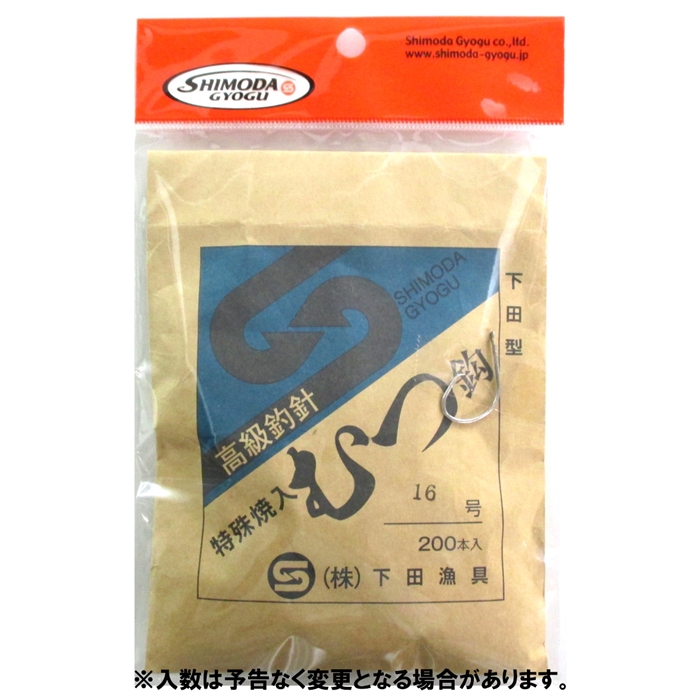 Shimoda Gyogu co.,ltd.
www.shimoda-gyogu.jp
SHIMODA
GYOGU
SHIMODA
GYOGU
下田型
高級釣針
特殊焼入
むつ鈎
16号
200本入
(株)下田漁具
※入数は予告なく変更となる場合があります。